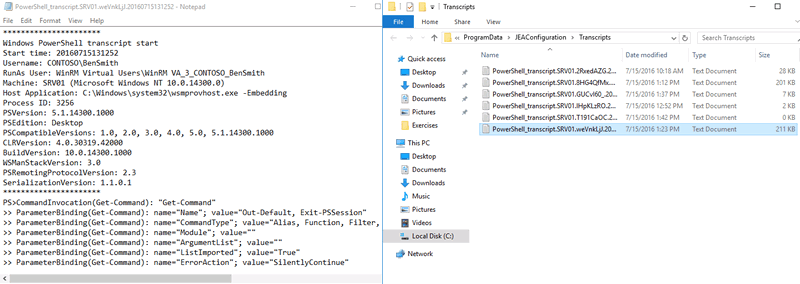 PowerShell_transcript.SRV01.weVnkLjJ.20160715131252 - Notepad
File Edit Format View Help
**********************
Windows PowerShell transcript start
Start time: 20160715131252
Username: CONTOSO\BenSmith
RunAs User: WinRM Virtual Users\WinRM VA_3_CONTOSO_BenSmith
Machine: SRV01 (Microsoft Windows NT 10.0.14300.0)
Host Application: C:\Windows\system32\wsmprovhost.exe -Embedding
Process ID: 3256
PSVersion: 5.1.14300.1000
PSEdition: Desktop
PSCompatibleVersions: 1.0, 2.0, 3.0, 4.0, 5.0, 5.1.14300.1000
CLRVersion: 4.0.30319.42000
BuildVersion: 10.0.14300.1000
WSManStackVersion: 3.0
PSRemotingProtocolVersion: 2.3
SerializationVersion: 1.1.0.1
**********************
PS>CommandInvocation(Get-Command): "Get-Command"
>> ParameterBinding(Get-Command): name="Name"; value="Out-Default, Exit-PSSession"
>> ParameterBinding(Get-Command): name="CommandType"; value="Alias, Function, Filter,
>> ParameterBinding(Get-Command): name="Module"; value=""
>> ParameterBinding(Get-Command): name="ArgumentList"; value=""
>> ParameterBinding(Get-Command): name="ListImported"; value="True"
>> ParameterBinding(Get-Command): name="ErrorAction"; value="SilentlyContinue"
Transcripts
File Home Share View
ProgramData > JEAConfiguration > Transcripts
Search Transcripts
Name Date modified Type Size
PowerShell_transcript.SRV01.2RxedAZG.2... 7/15/2016 10:18 AM Text Document 28 KB
PowerShell_transcript.SRV01.8HG4QfMx.... 7/15/2016 1:12 PM Text Document 201 KB
PowerShell_transcript.SRV01.GUCvI60_.20... 7/15/2016 1:37 PM Text Document 7 KB
PowerShell_transcript.SRV01.IHpKLzRO.2... 7/15/2016 12:52 PM Text Document 2 KB
PowerShell_transcript.SRV01.T191CaOC.2... 7/15/2016 1:42 PM Text Document 0 KB
PowerShell_transcript.SRV01.weVnkLjJ.20... 7/15/2016 1:23 PM Text Document 211 KB
Quick access
Desktop
Downloads
Documents
Pictures
Exercises
This PC
Desktop
Documents
Downloads
Music
Pictures
Videos
Local Disk (C:)
Network